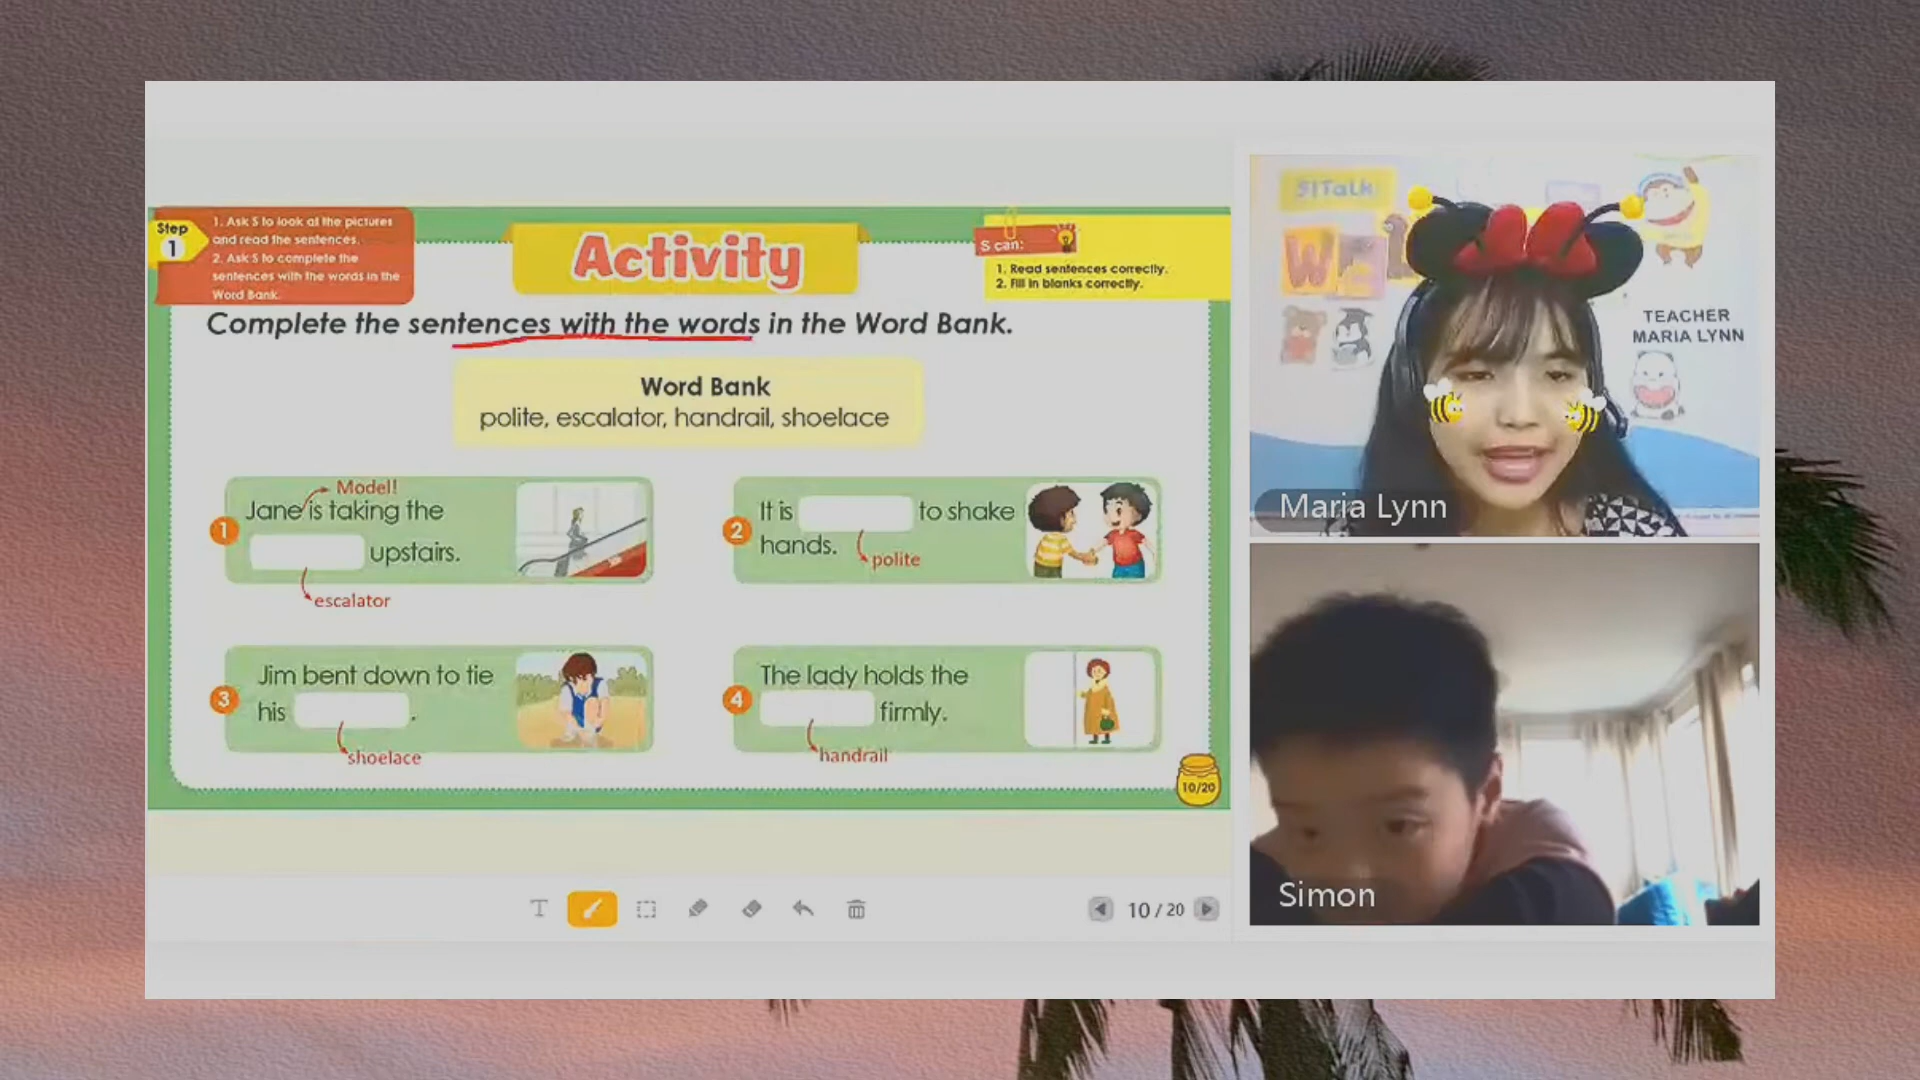 Step
1
1. Ask S to look at the pictures
and read the sentences.
2. Ask S to complete the
sentences with the words in the
Word Bank.
Activity
S can:
1. Read sentences correctly.
2. Fill in blanks correctly.
Complete the sentences with the words in the Word Bank.
Word Bank
polite, escalator, handrail, shoelace
Model!
1
Jane is taking the
upstairs.
escalator
2
It is to shake
hands.
polite
3
Jim bent down to tie
his .
shoelace
4
The lady holds the
firmly.
handrail
10/20
T
10 / 20
51Talk
TEACHER
MARIA LYNN
Maria Lynn
Simon